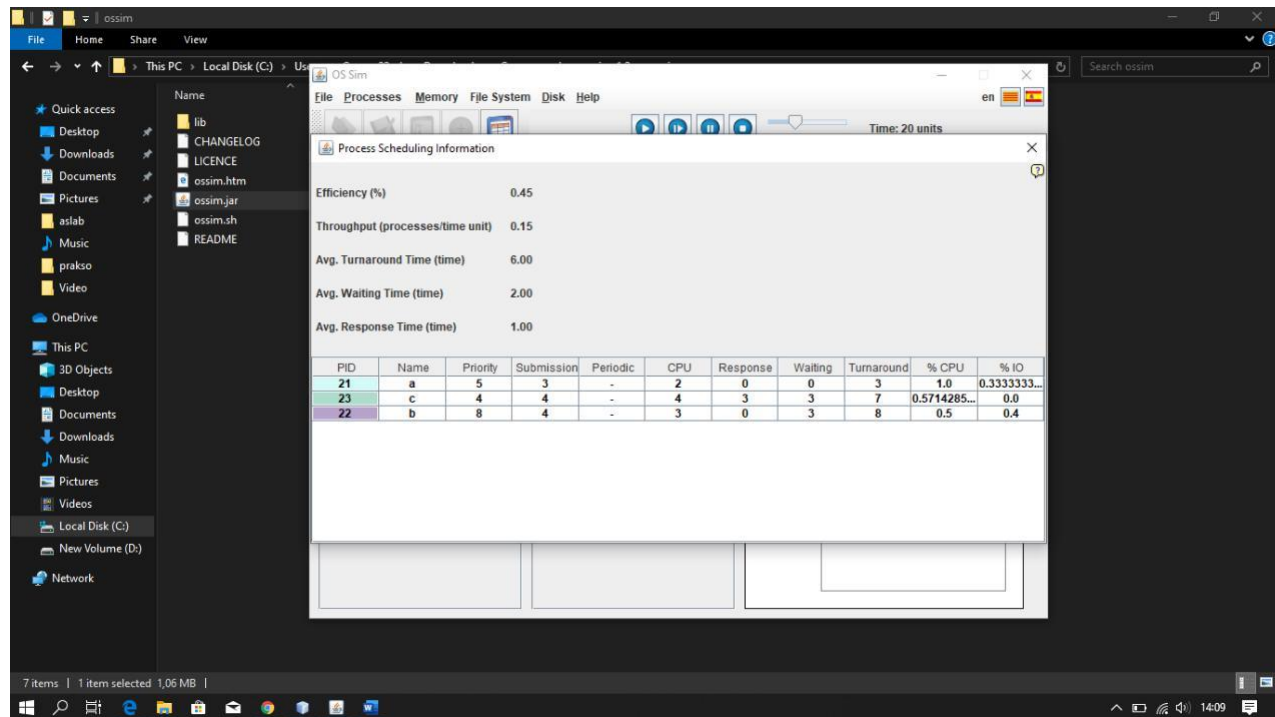 ossim
File Home Share View
This PC Local Disk (C:) Us
Search ossim
Quick access
Desktop
Downloads
Documents
Pictures
aslab
Music
prakso
Video
OneDrive
This PC
3D Objects
Desktop
Documents
Downloads
Music
Pictures
Videos
Local Disk (C:)
New Volume (D:)
Network
Name
lib
CHANGELOG
LICENCE
ossim.htm
ossim.jar
ossim.sh
README
OS Sim
File Processes Memory File System Disk Help en
Time: 20 units
Process Scheduling Information
Efficiency (%) 0.45
Throughput (processes/time unit) 0.15
Avg. Turnaround Time (time) 6.00
Avg. Waiting Time (time) 2.00
Avg. Response Time (time) 1.00
PID Name Priority Submission Periodic CPU Response Waiting Turnaround % CPU % IO
21 a 5 3 - 2 0 0 3 1.0 0.3333333...
23 c 4 4 - 4 3 3 7 0.5714285... 0.0
22 b 8 4 - 3 0 3 8 0.5 0.4
7 items 1 item selected 1,06 MB
14:09